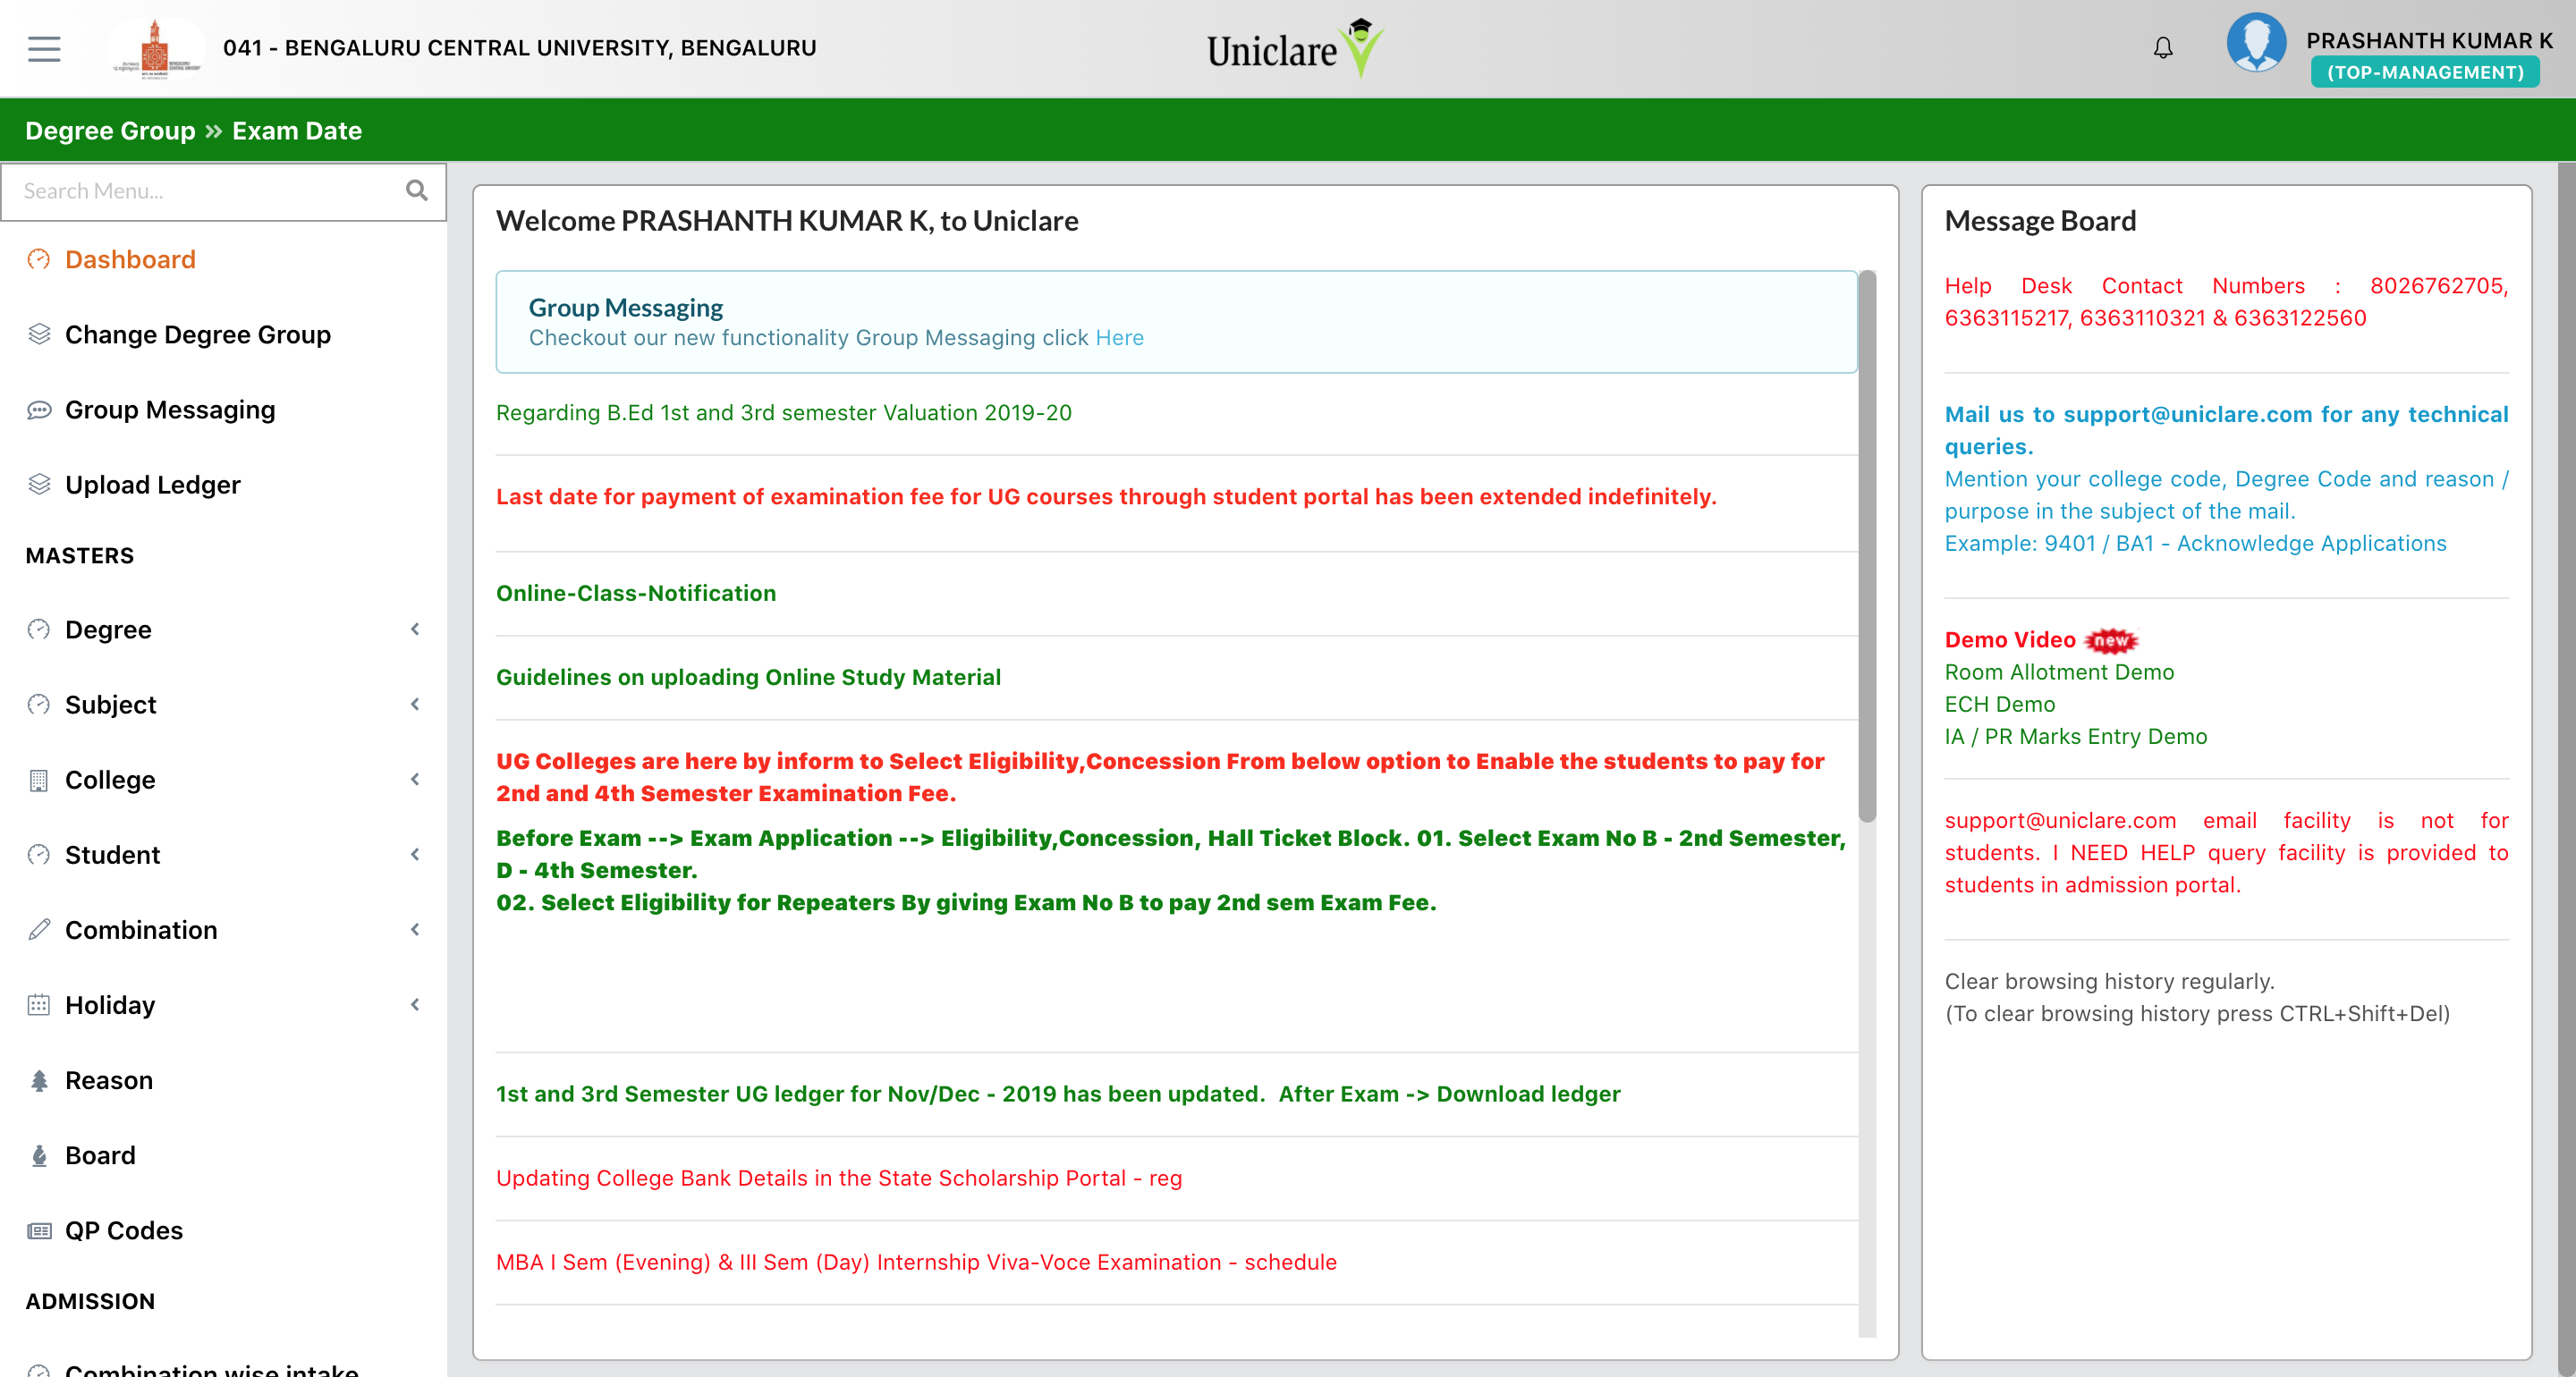 041 - BENGALURU CENTRAL UNIVERSITY, BENGALURU
Uniclare
PRASHANTH KUMAR K
(TOP-MANAGEMENT)
Degree Group » Exam Date
Search Menu...
Dashboard
Change Degree Group
Group Messaging
Upload Ledger
MASTERS
Degree
Subject
College
Student
Combination
Holiday
Reason
Board
QP Codes
ADMISSION
Combination wise intake
Welcome PRASHANTH KUMAR K, to Uniclare
Group Messaging
Checkout our new functionality Group Messaging click Here
Regarding B.Ed 1st and 3rd semester Valuation 2019-20
Last date for payment of examination fee for UG courses through student portal has been extended indefinitely.
Online-Class-Notification
Guidelines on uploading Online Study Material
UG Colleges are here by inform to Select Eligibility,Concession From below option to Enable the students to pay for
2nd and 4th Semester Examination Fee.
Before Exam --> Exam Application --> Eligibility,Concession, Hall Ticket Block. 01. Select Exam No B - 2nd Semester,
D - 4th Semester.
02. Select Eligibility for Repeaters By giving Exam No B to pay 2nd sem Exam Fee.
1st and 3rd Semester UG ledger for Nov/Dec - 2019 has been updated.  After Exam -> Download ledger
Updating College Bank Details in the State Scholarship Portal - reg
MBA I Sem (Evening) & III Sem (Day) Internship Viva-Voce Examination - schedule
Message Board
Help Desk Contact Numbers : 8026762705,
6363115217, 6363110321 & 6363122560
Mail us to support@uniclare.com for any technical
queries.
Mention your college code, Degree Code and reason /
purpose in the subject of the mail.
Example: 9401 / BA1 - Acknowledge Applications
Demo Video new
Room Allotment Demo
ECH Demo
IA / PR Marks Entry Demo
support@uniclare.com email facility is not for
students. I NEED HELP query facility is provided to
students in admission portal.
Clear browsing history regularly.
(To clear browsing history press CTRL+Shift+Del)